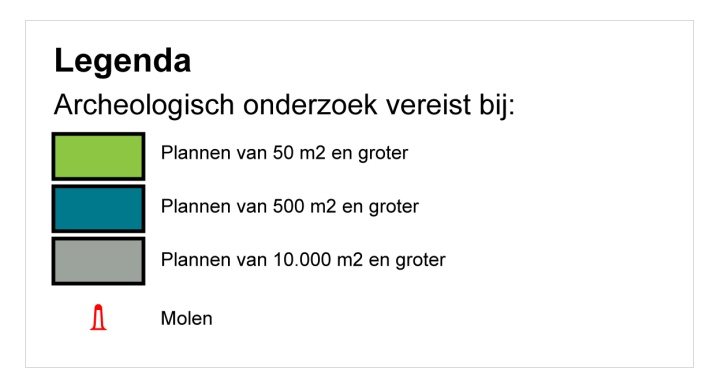 Legenda
Archeologisch onderzoek vereist bij:
Plannen van 50 m2 en groter
Plannen van 500 m2 en groter
Plannen van 10.000 m2 en groter
Molen